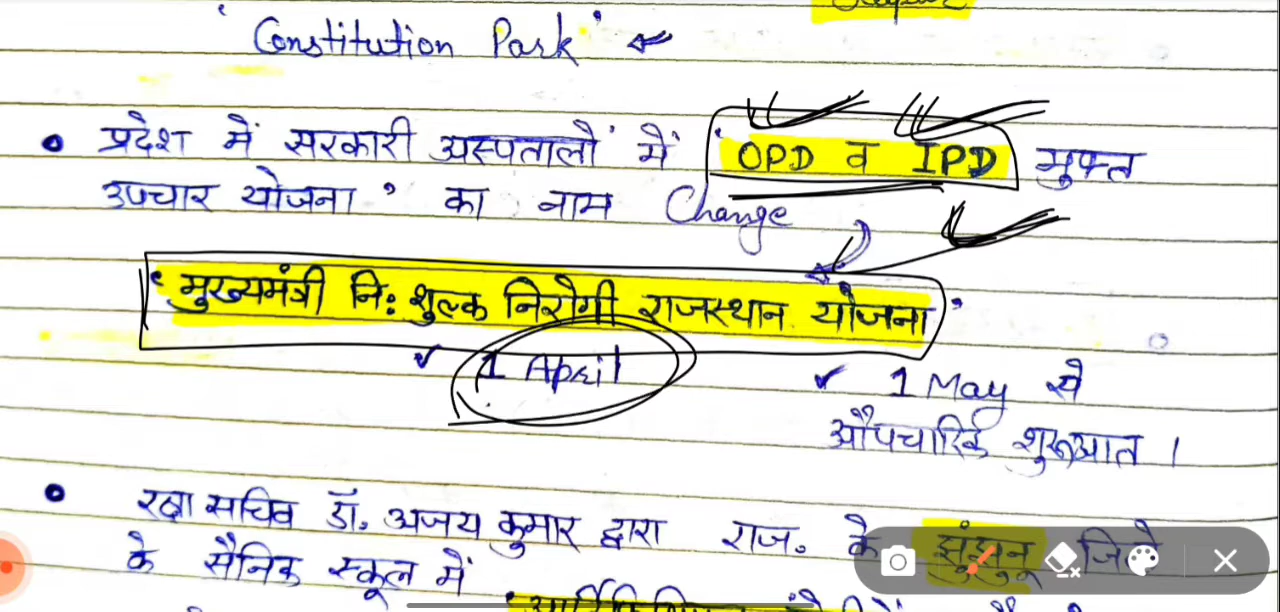 ' Constitution Park '
• प्रदेश में सरकारी अस्पतालों में ' OPD व IPD मुफ्त
उपचार योजना ' का नाम Change
' मुख्यमंत्री नि: शुल्क निरोगी राजस्थान योजना '
✓ 1 April
✓ 1 May से
औपचारिक शुरूआत ।
• रक्षा सचिव डॉ. अजय कुमार द्वारा राज. के झुंझुनू जिले
के सैनिक स्कूल में